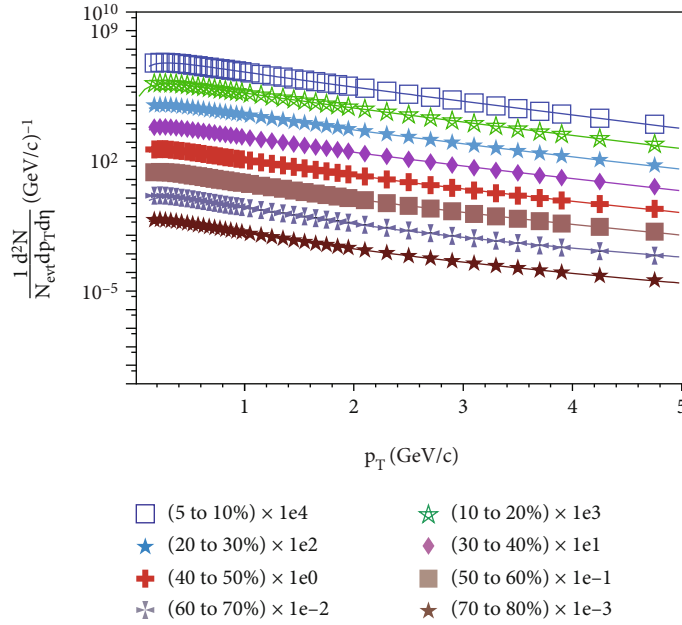 10^10
10^9
10^2
10^−5
1 d²N
N_evt dp_T dη
(GeV/c)^−1
1
2
3
4
5
p_T (GeV/c)
(5 to 10%) × 1e4
(10 to 20%) × 1e3
(20 to 30%) × 1e2
(30 to 40%) × 1e1
(40 to 50%) × 1e0
(50 to 60%) × 1e–1
(60 to 70%) × 1e–2
(70 to 80%) × 1e–3